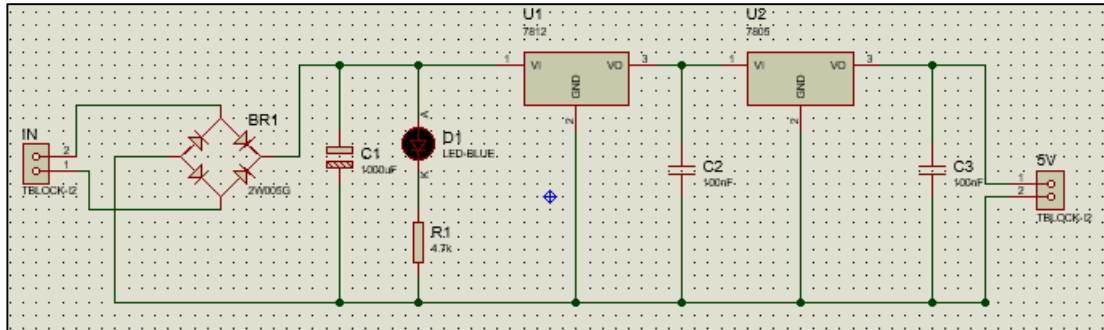 U1
7812
U2
7805
1
VI
VO
3
GND
2
1
VI
VO
3
GND
2
IN
2
1
TBLOCK-I2
BR1
2W005G
C1
1000uF
A
D1
LED-BLUE
K
R1
4.7k
C2
100nF
C3
100nF
5V
1
2
TBLOCK-I2